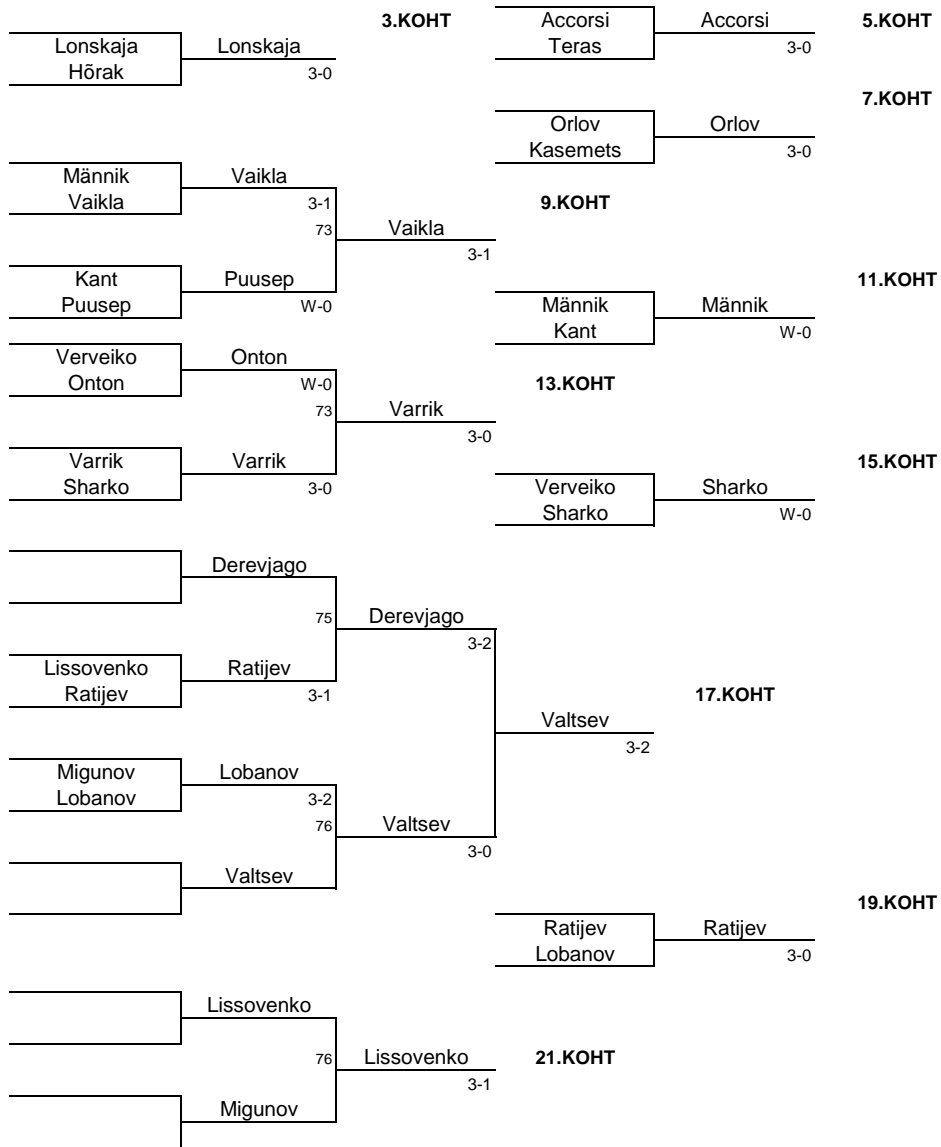 3.KOHT
Accorsi Accorsi 5.KOHT
Lonskaja Lonskaja
Teras 3-0
Hõrak 3-0
7.KOHT
Orlov Orlov
Kasemets 3-0
Männik Vaikla
Vaikla 3-1 9.KOHT
73 Vaikla
3-1
Kant Puusep 11.KOHT
Puusep W-0 Männik Männik
Kant W-0
Verveiko Onton
Onton W-0 13.KOHT
73 Varrik
3-0
Varrik Varrik 15.KOHT
Sharko 3-0 Verveiko Sharko
Sharko W-0
Derevjago
75 Derevjago
3-2
Lissovenko Ratijev
Ratijev 3-1 17.KOHT
Valtsev
3-2
Migunov Lobanov
Lobanov 3-2
76 Valtsev
3-0
Valtsev
19.KOHT
Ratijev Ratijev
Lobanov 3-0
Lissovenko
76 Lissovenko 21.KOHT
3-1
Migunov